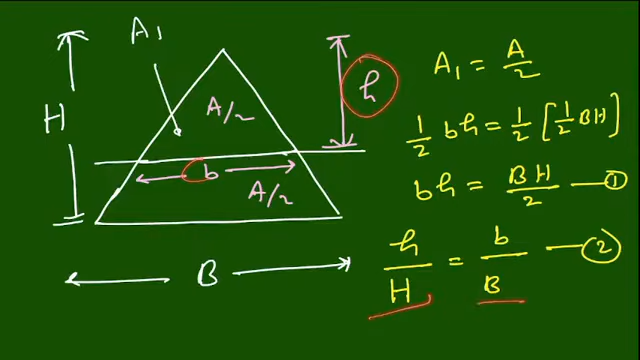 A₁
H
A/2
h
b
A/2
B
A₁ = A/2
1/2 bh = 1/2 [1/2 BH]
bh = BH/2 — ①
h/H = b/B — ②